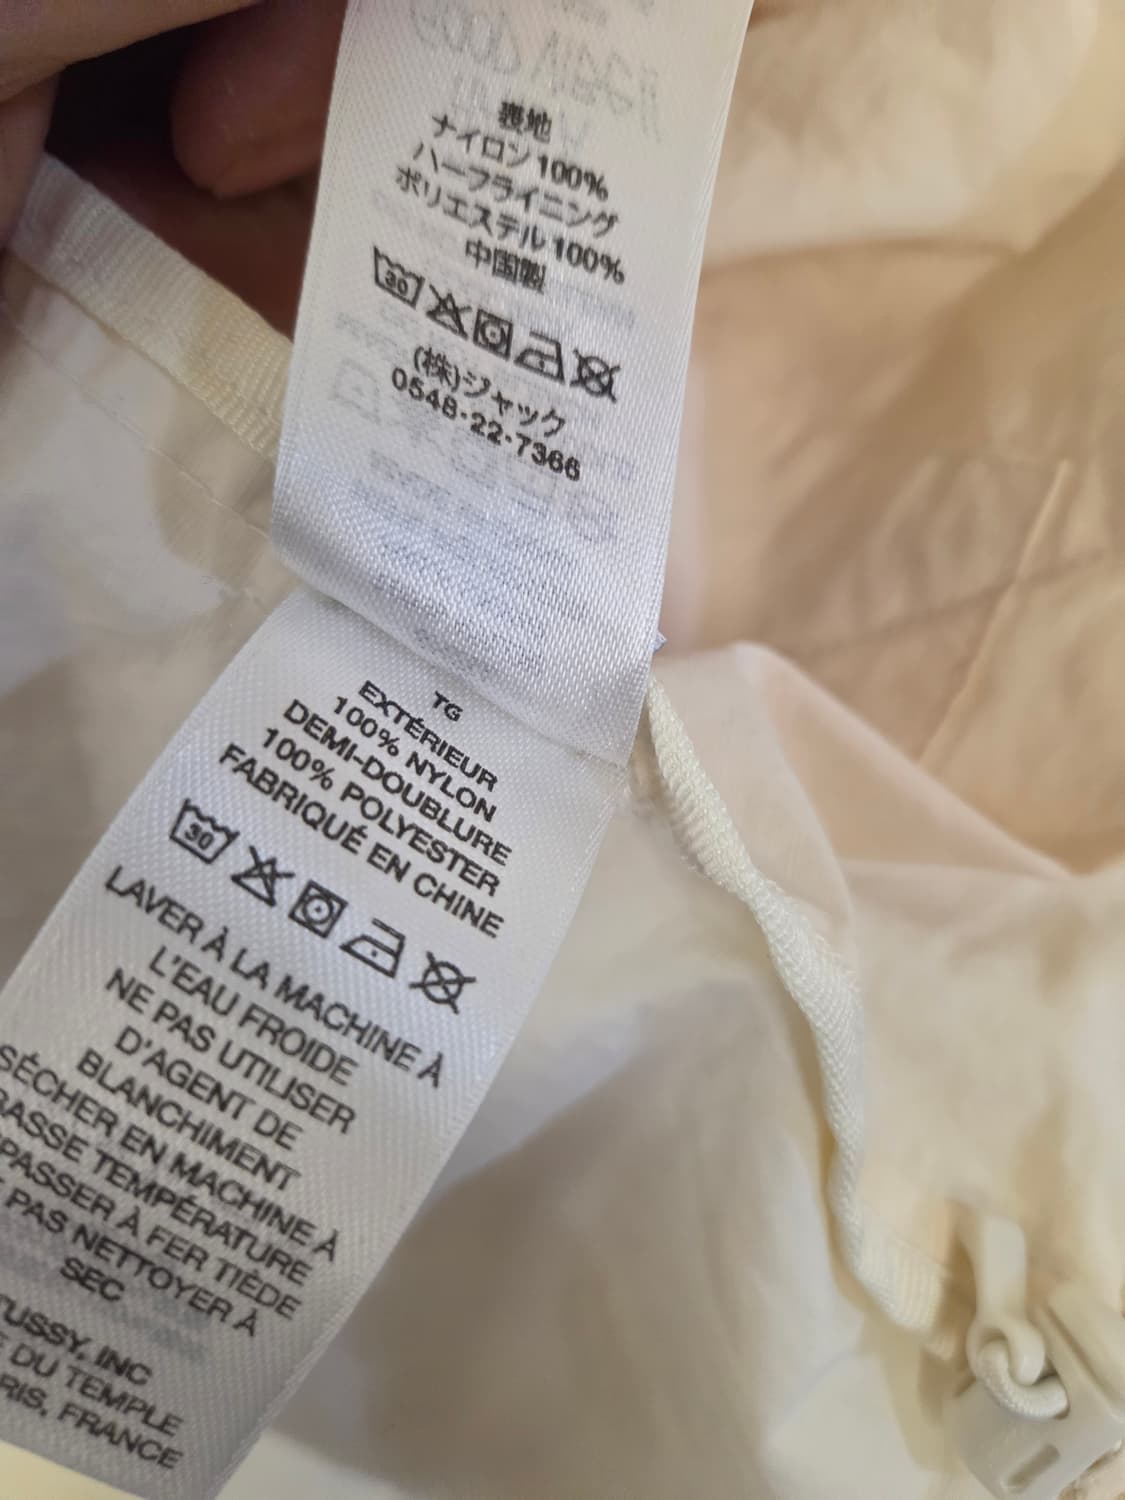 裏地
ナイロン100%
ハーフライニング
ポリエステル100%
中国製
30
(株)ジャック
0548-22-7366
TG
EXTÉRIEUR
100% NYLON
DEMI-DOUBLURE
100% POLYESTER
FABRIQUÉ EN CHINE
30
LAVER À LA MACHINE À
L'EAU FROIDE
NE PAS UTILISER
D'AGENT DE
BLANCHIMENT
SÉCHER EN MACHINE À
BASSE TEMPÉRATURE
PASSER À FER TIÈDE
PAS NETTOYER À
SEC
TUSSY, INC
DU TEMPLE
RIS, FRANCE